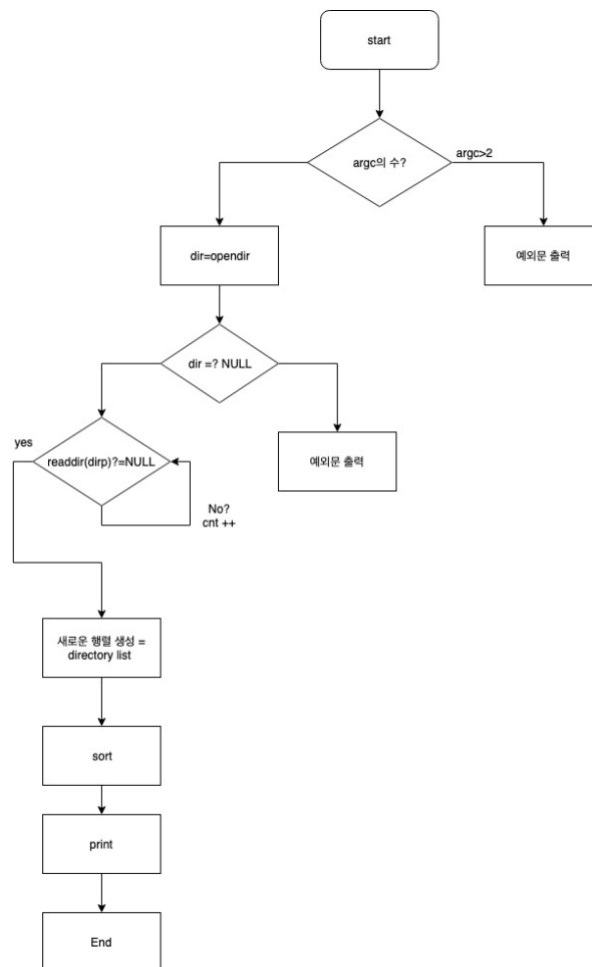 start
argc의 수?
argc>2
dir=opendir
예외문 출력
dir =? NULL
yes
readdir(dirp)?=NULL
예외문 출력
No?
cnt ++
새로운 행렬 생성 =
directory list
sort
print
End